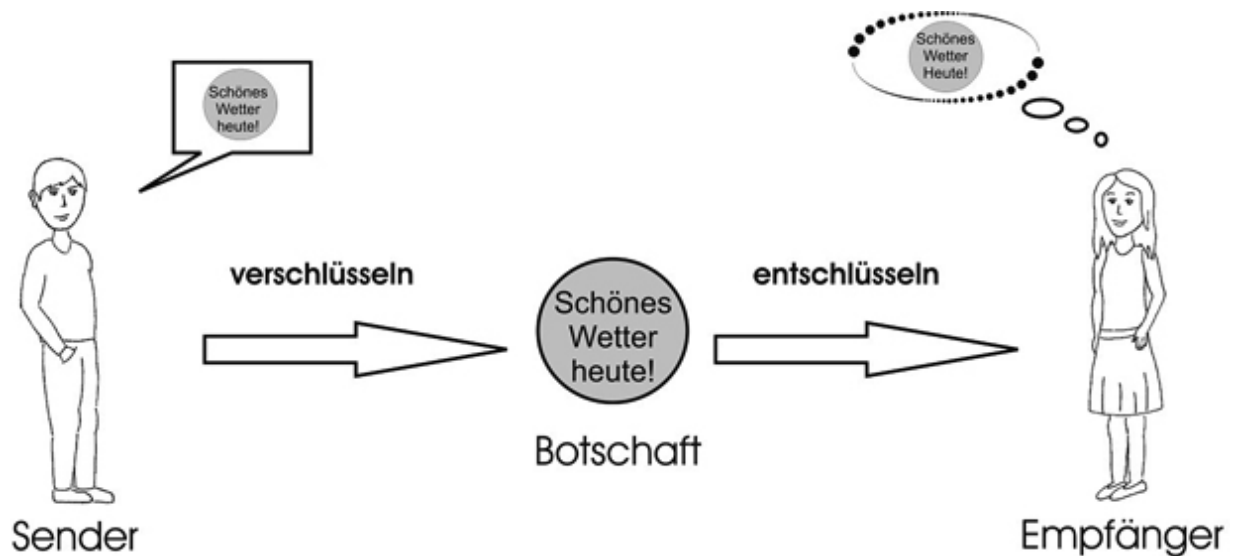 Schönes
Wetter
heute!
Schönes
Wetter
Heute!
verschlüsseln
entschlüsseln
Schönes
Wetter
heute!
Botschaft
Sender
Empfänger